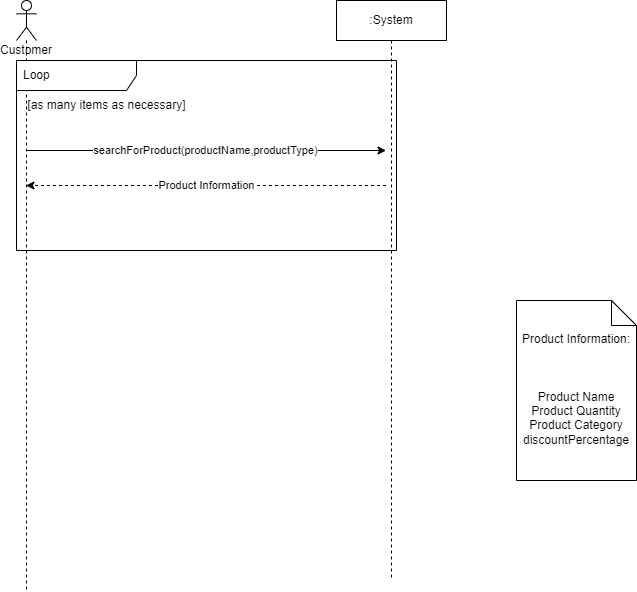 :System
Customer
Loop
[as many items as necessary]
searchForProduct(productName,productType)
Product Information
Product Information:
Product Name
Product Quantity
Product Category
discountPercentage